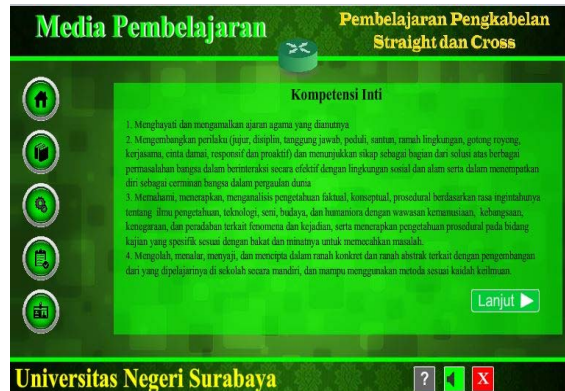 Media Pembelajaran
Pembelajaran Pengkabelan
Straight dan Cross
Kompetensi Inti
1. Menghayati dan mengamalkan ajaran agama yang dianutnya
2. Mengembangkan perilaku (jujur, disiplin, tanggung jawab, peduli, santun, ramah lingkungan, gotong royong,
kerjasama, cinta damai, responsif dan proaktif) dan menunjukkan sikap sebagai bagian dari solusi atas berbagai
permasalahan bangsa dalam berinteraksi secara efektif dengan lingkungan sosial dan alam serta dalam menempatkan
diri sebagai cerminan bangsa dalam pergaulan dunia
3. Memahami, menerapkan, menganalisis pengetahuan faktual, konseptual, prosedural berdasarkan rasa ingintahunya
tentang ilmu pengetahuan, teknologi, seni, budaya, dan humaniora dengan wawasan kemanusiaan, kebangsaan,
kenegaraan, dan peradaban terkait fenomena dan kejadian, serta menerapkan pengetahuan prosedural pada bidang
kajian yang spesifik sesuai dengan bakat dan minatnya untuk memecahkan masalah.
4. Mengolah, menalar, menyaji, dan mencipta dalam ranah konkret dan ranah abstrak terkait dengan pengembangan
dari yang dipelajarinya di sekolah secara mandiri, dan mampu menggunakan metoda sesuai kaidah keilmuan.
Lanjut
Universitas Negeri Surabaya
?
X